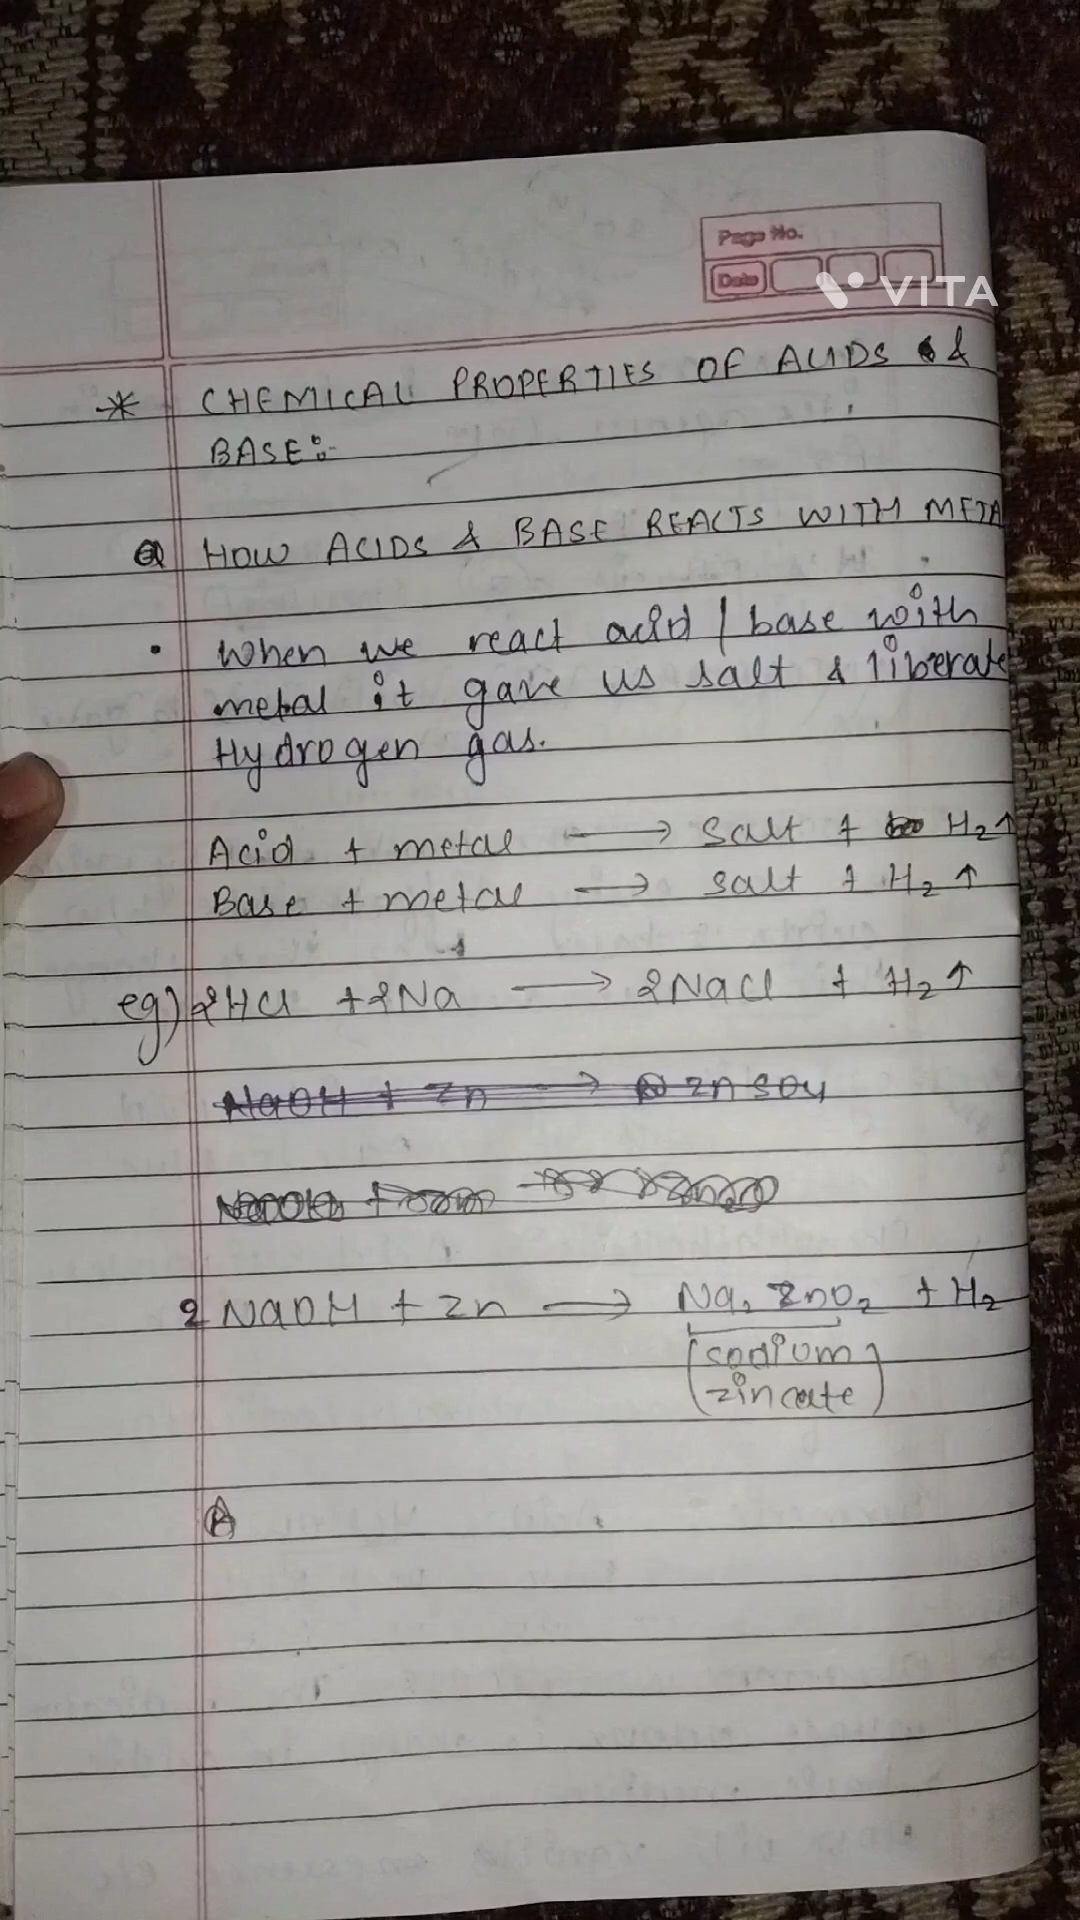 Page No.
Date
VITA
* CHEMICAL PROPERTIES OF ACIDS &
BASE:-
Q HOW ACIDS & BASE REACTS WITH META
• When we react acid / base with
metal it gave us salt & liberate
Hydrogen gas.
Acid + metal → salt + H₂↑
Base + metal → salt + H₂↑
eg) 2HCl + 2Na → 2NaCl + H₂↑
NaOH + Zn → ZnSO4
2 NaOH + Zn → Na₂ ZnO₂ + H₂
(sodium
zincate)